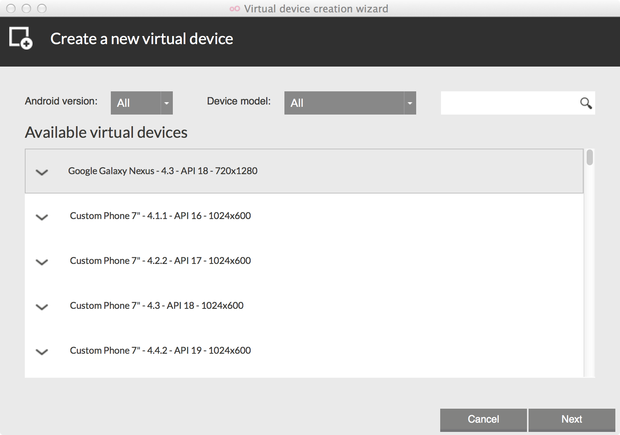 Virtual device creation wizard
Create a new virtual device
Android version: All Device model: All
Available virtual devices
Google Galaxy Nexus - 4.3 - API 18 - 720x1280
Custom Phone 7" - 4.1.1 - API 16 - 1024x600
Custom Phone 7" - 4.2.2 - API 17 - 1024x600
Custom Phone 7" - 4.3 - API 18 - 1024x600
Custom Phone 7" - 4.4.2 - API 19 - 1024x600
Cancel Next